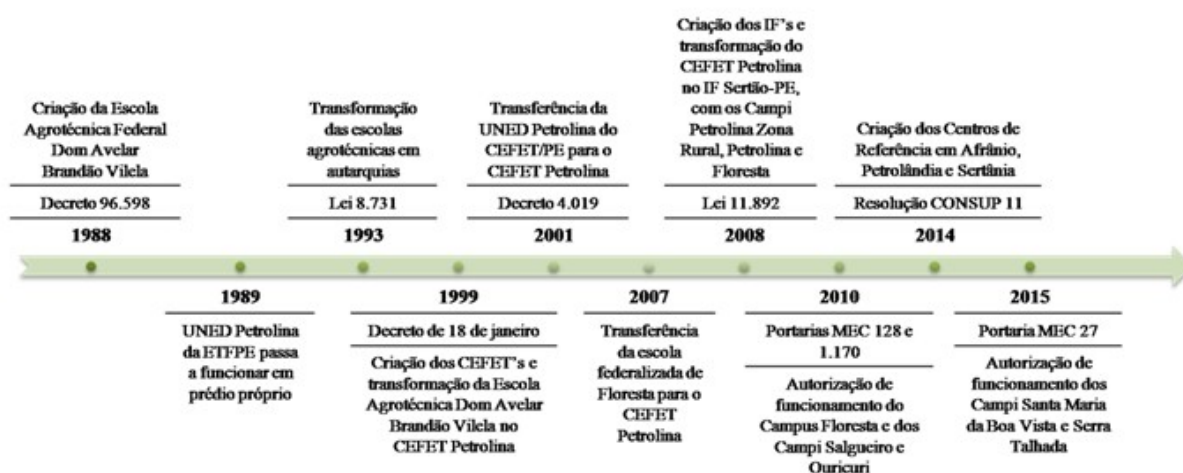 Criação da Escola
Agrotécnica Federal
Dom Avelar
Brandão Vilela
Decreto 96.598
1988
Transformação
das escolas
agrotécnicas em
autarquias
Lei 8.731
1993
Transferência da
UNED Petrolina do
CEFET/PE para o
CEFET Petrolina
Decreto 4.019
2001
Criação dos IF's e
transformação do
CEFET Petrolina
no IF Sertão-PE,
com os Campi
Petrolina Zona
Rural, Petrolina e
Floresta
Lei 11.892
2008
Criação dos Centros de
Referência em Afrânio,
Petrolândia e Sertânia
Resolução CONSUP 11
2014
1989
UNED Petrolina
da ETFPE passa
a funcionar em
prédio próprio
1999
Decreto de 18 de janeiro
Criação dos CEFET's e
transformação da Escola
Agrotécnica Dom Avelar
Brandão Vilela no
CEFET Petrolina
2007
Transferência
da escola
federalizada de
Floresta para o
CEFET
Petrolina
2010
Portarias MEC 128 e
1.170
Autorização de
funcionamento do
Campus Floresta e dos
Campi Salgueiro e
Ouricuri
2015
Portaria MEC 27
Autorização de
funcionamento dos
Campi Santa Maria
da Boa Vista e Serra
Talhada